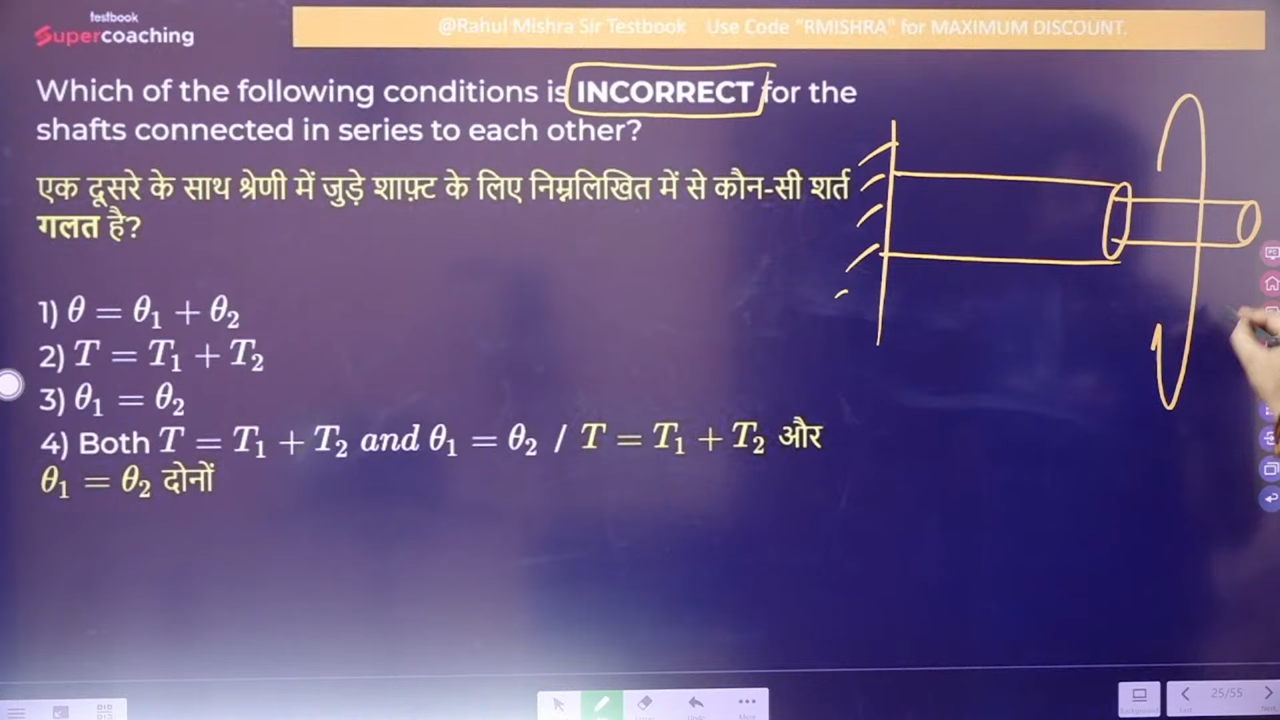 testbook
Supercoaching
@Rahul Mishra Sir Testbook Use Code "RMISHRA" for MAXIMUM DISCOUNT.
Which of the following conditions is INCORRECT for the
shafts connected in series to each other?
एक दूसरे के साथ श्रेणी में जुड़े शाफ़्ट के लिए निम्नलिखित में से कौन-सी शर्त
गलत है?
1) θ = θ₁ + θ₂
2) T = T₁ + T₂
3) θ₁ = θ₂
4) Both T = T₁ + T₂ and θ₁ = θ₂ / T = T₁ + T₂ और
θ₁ = θ₂ दोनों
25/55